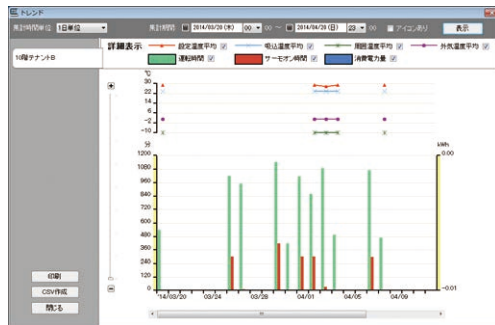 トレンド
集計時間単位 1日単位 集計期間: 2014/03/20 (木) 00 : 00 ~ 2014/04/20 (日) 23 : 00 アイコンあり 表示
10階テナントB
詳細表示 設定温度平均 吸込温度平均 周囲温度平均 外気温度平均
運転時間 サーモオン時間 消費電力量
℃
30
22
14
6
-2
-10
分 kWh
1200 0.00
1080
960
840
720
600
480
360
240
120
0 -0.01
'14/03/20 03/24 03/28 04/01 04/05 04/09
印刷
CSV作成
閉じる